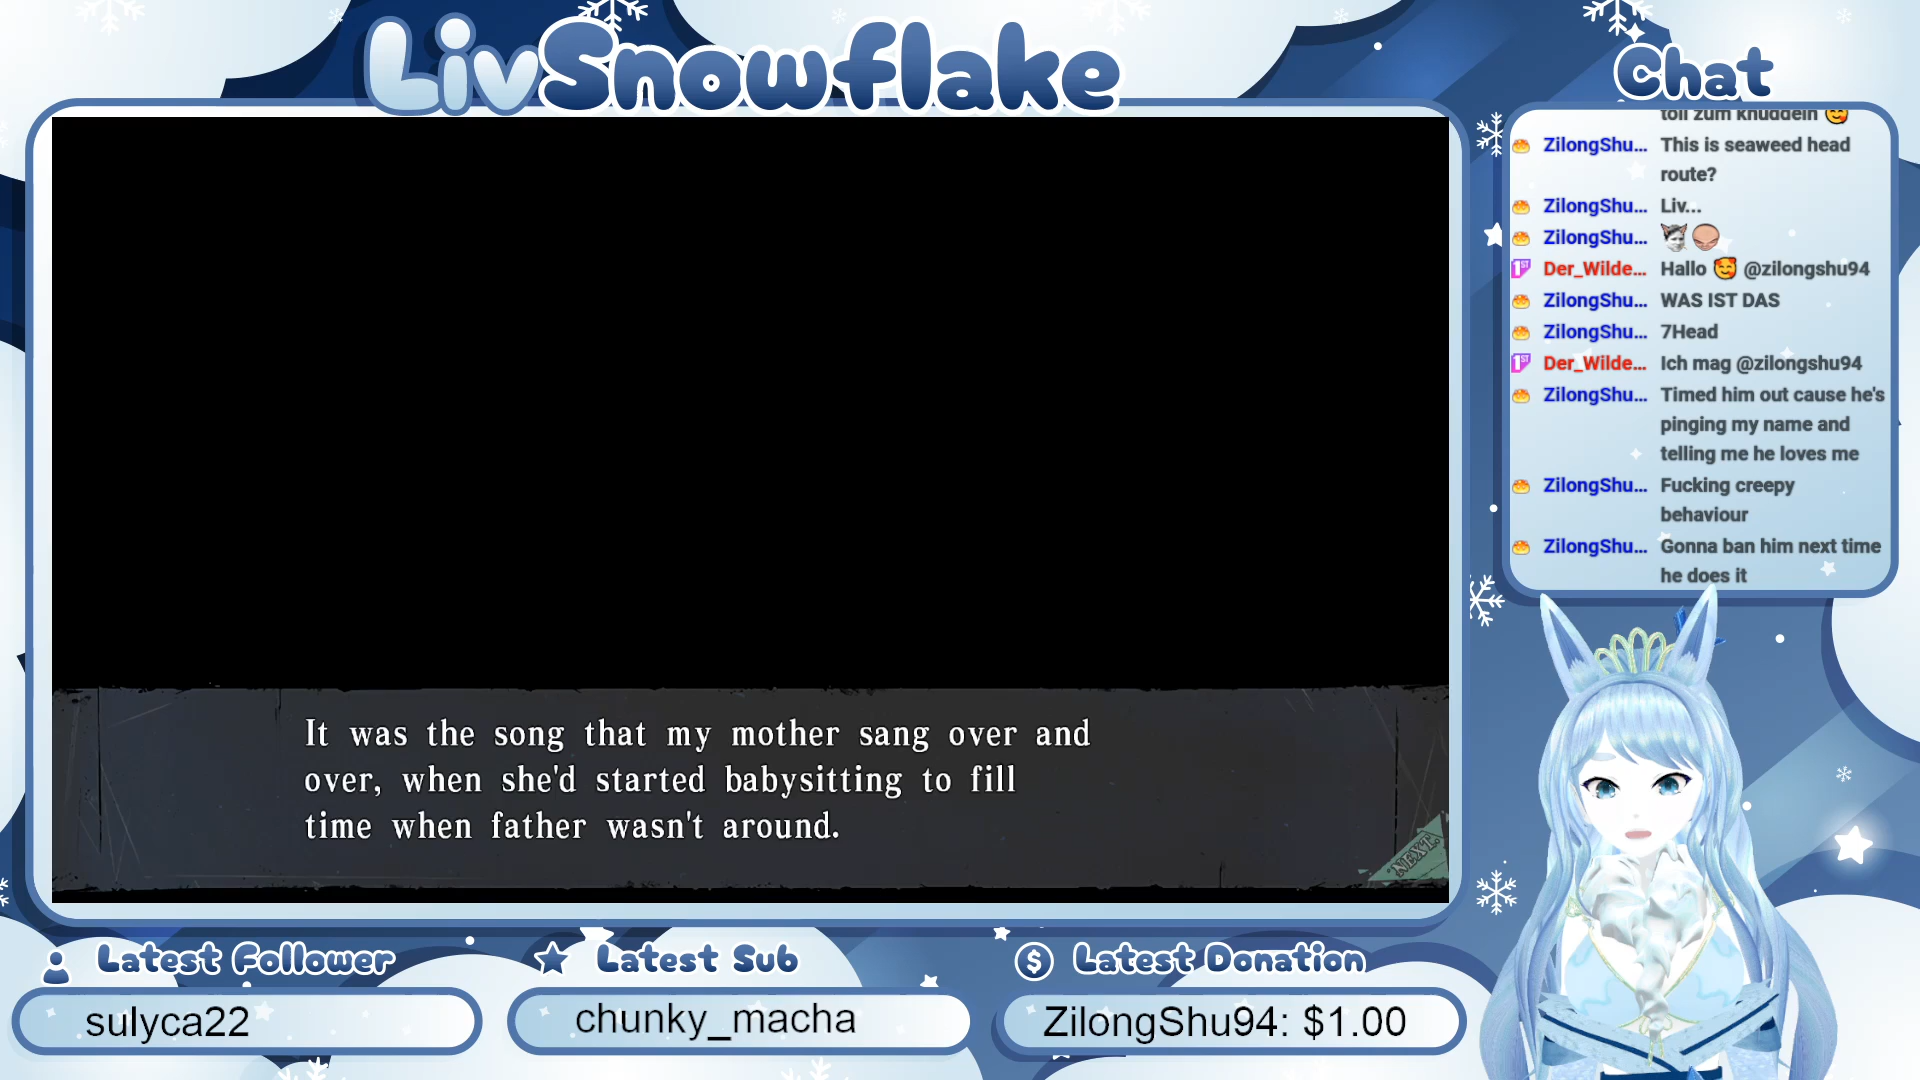 LivSnowflake
Chat
toll zum knuddeln
ZilongShu... This is seaweed head
route?
ZilongShu... Liv...
ZilongShu...
Der_Wilde... Hallo 🥰 @zilongshu94
ZilongShu... WAS IST DAS
ZilongShu... 7Head
Der_Wilde... Ich mag @zilongshu94
ZilongShu... Timed him out cause he's
pinging my name and
telling me he loves me
ZilongShu... Fucking creepy
behaviour
ZilongShu... Gonna ban him next time
he does it
It was the song that my mother sang over and
over, when she'd started babysitting to fill
time when father wasn't around.
NEXT
Latest Follower
sulyca22
Latest Sub
chunky_macha
Latest Donation
ZilongShu94: $1.00